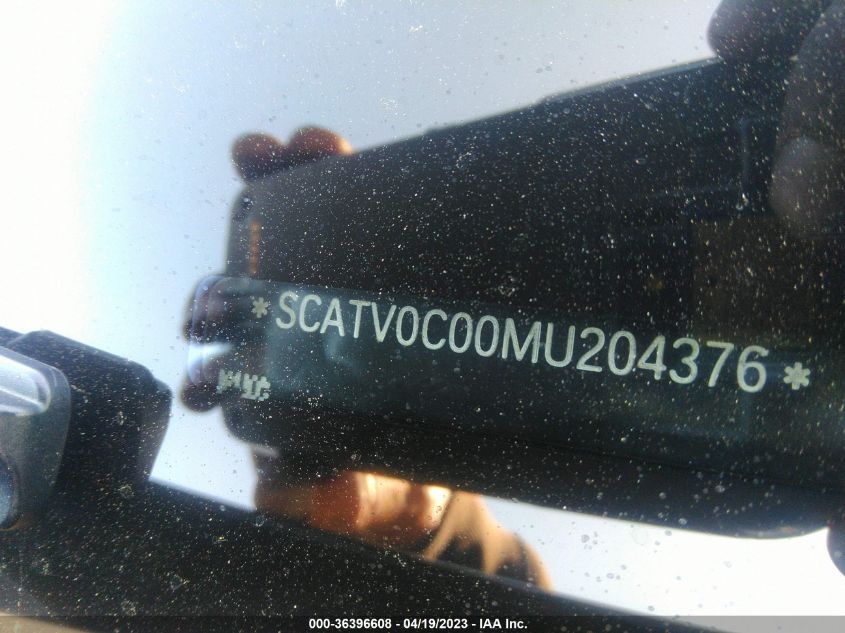 *SCATV0C00MU204376*
000-36396608 - 04/19/2023 - IAA Inc.